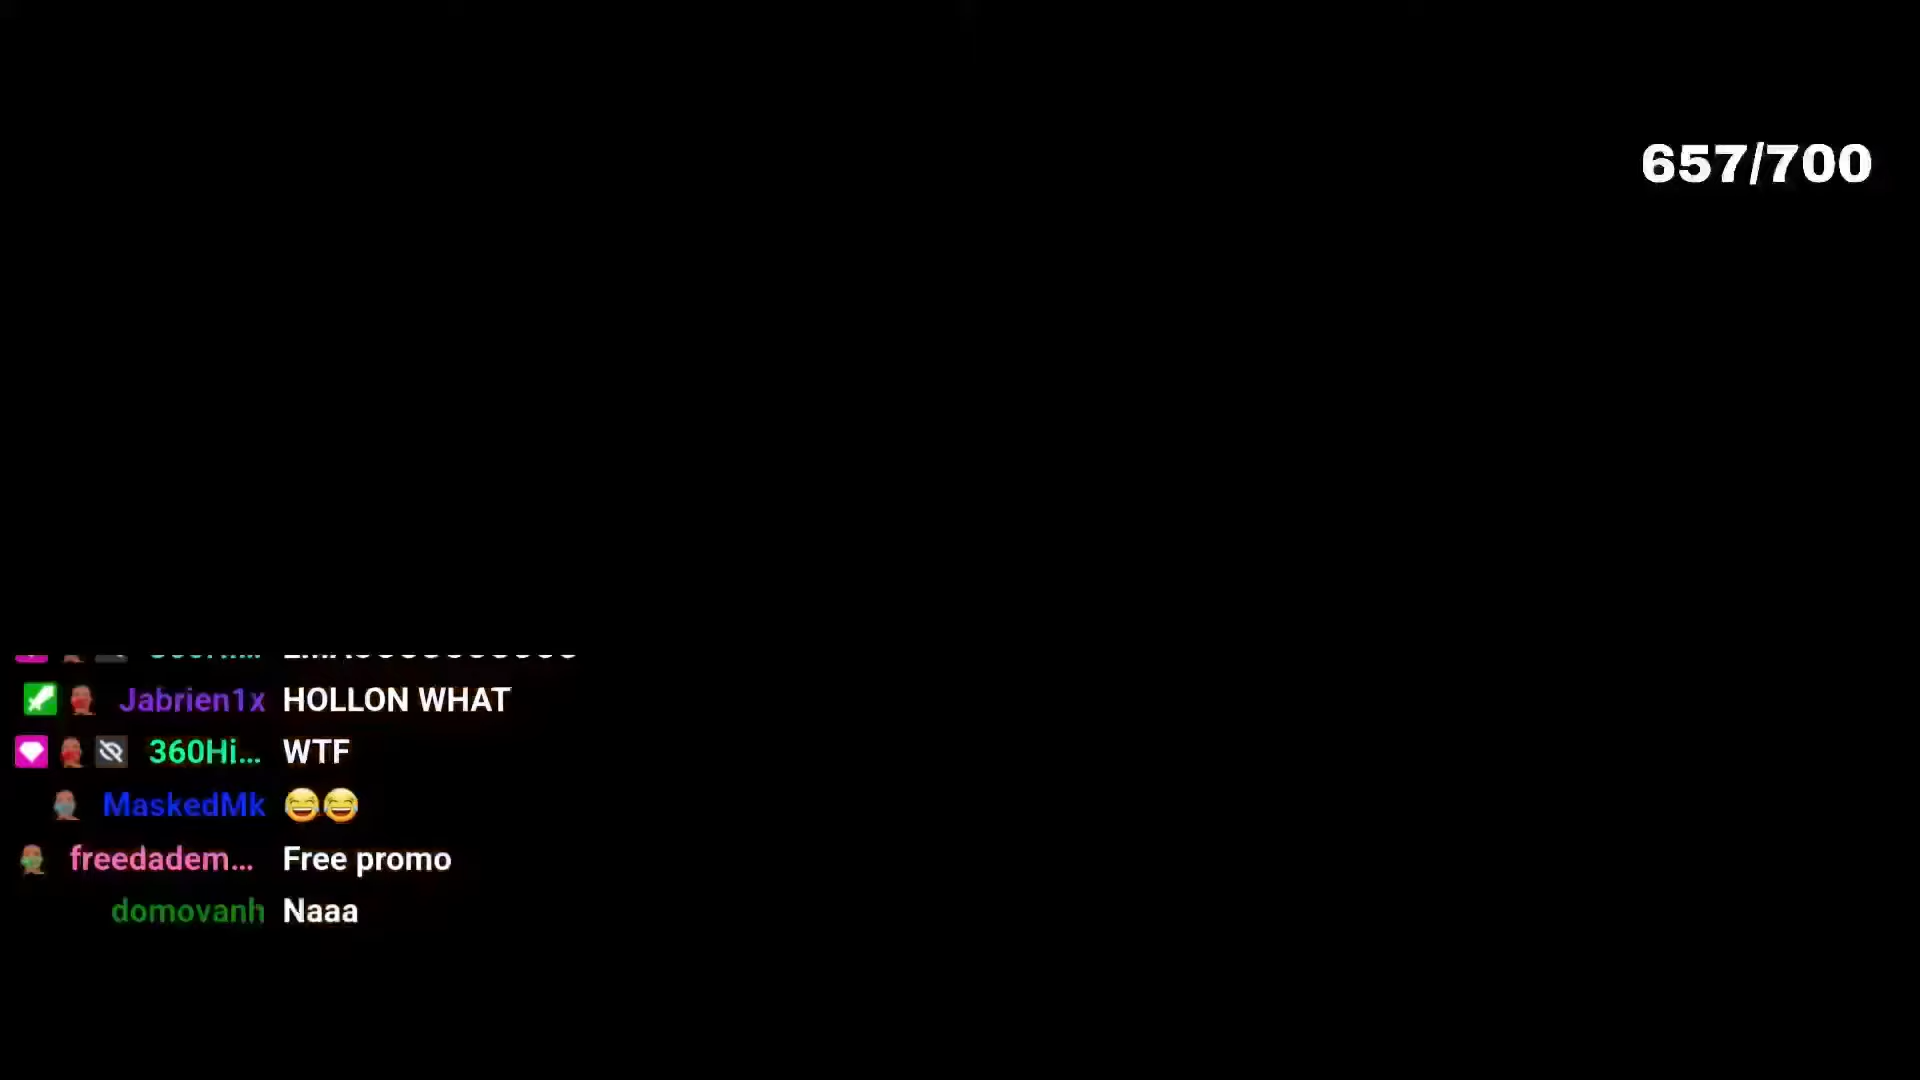 657/700
Jabrien1x HOLLON WHAT
360Hi... WTF
MaskedMk 😂😂
freedadem... Free promo
domovanh Naaa